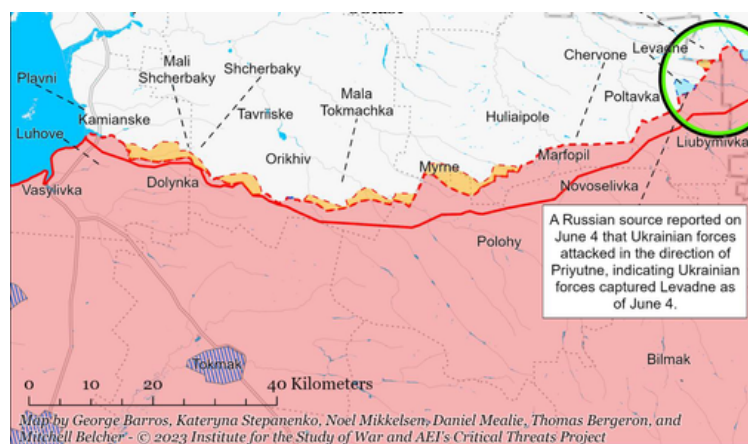 Levadne
Mali
Shcherbaky
Shcherbaky
Chervone
Plavni
Mala
Tokmachka
Poltavka
Kamianske
Tavriiske
Huliaipole
Luhove
Orikhiv
Liubymivka
Marfopil
Myrne
Vasylivka
Dolynka
Novoselivka
Polohy
A Russian source reported on
June 4 that Ukrainian forces
attacked in the direction of
Priyutne, indicating Ukrainian
forces captured Levadne as
of June 4.
Tokmak
Bilmak
0 10 20 40 Kilometers
Map by George Barros, Kateryna Stepanenko, Noel Mikkelsen, Daniel Mealie, Thomas Bergeron, and
Mitchell Belcher - © 2023 Institute for the Study of War and AEI's Critical Threats Project